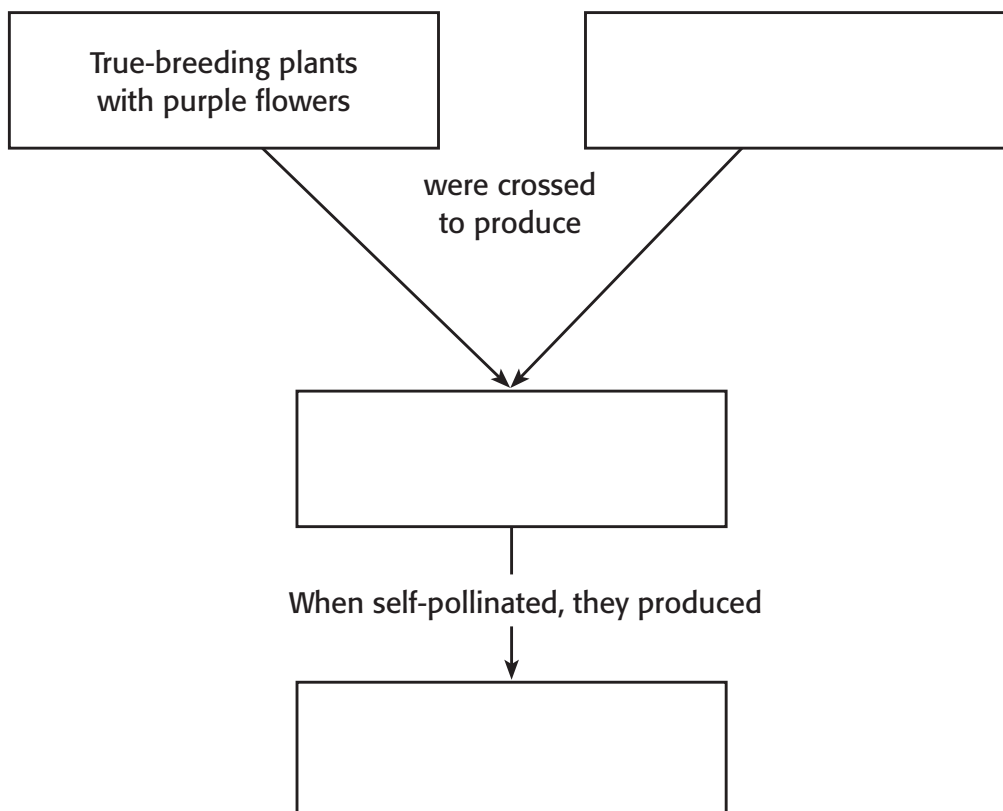 True-breeding plants
with purple flowers
were crossed
to produce
When self-pollinated, they produced